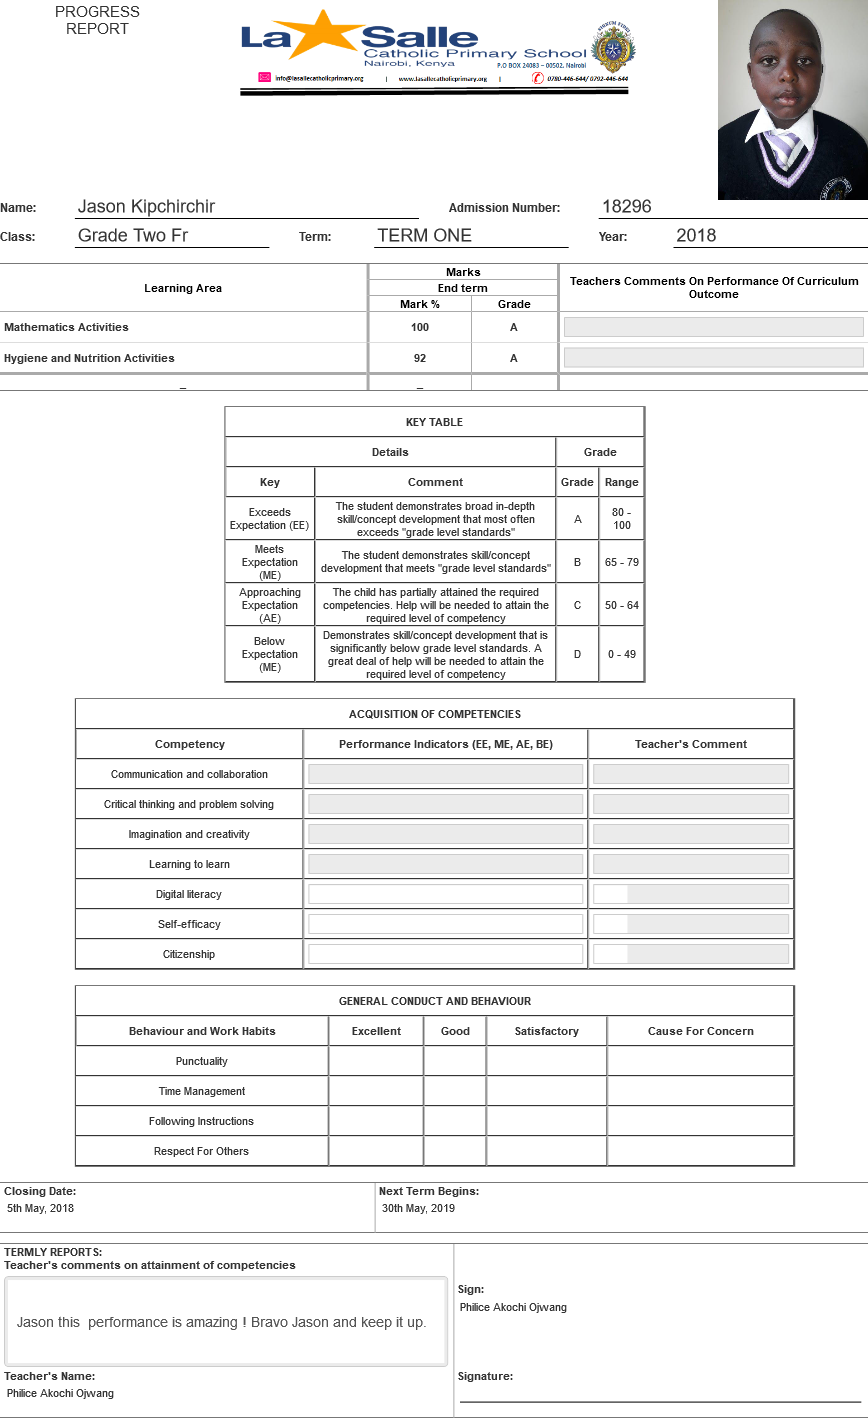 PROGRESS
REPORT
La Salle
Catholic Primary School
Nairobi, Kenya
P.O BOX 24083 – 00502, Nairobi
info@lasallecatholicprimary.org | www.lasallecatholicprimary.org | 0780-446-644/ 0792-446-644
Name: Jason Kipchirchir Admission Number: 18296
Class: Grade Two Fr Term: TERM ONE Year: 2018
Learning Area Marks Teachers Comments On Performance Of Curriculum Outcome
End term
Mark % Grade
Mathematics Activities 100 A
Hygiene and Nutrition Activities 92 A
_ _
KEY TABLE
Details Grade
Key Comment Grade Range
Exceeds Expectation (EE) The student demonstrates broad in-depth skill/concept development that most often exceeds "grade level standards" A 80 - 100
Meets Expectation (ME) The student demonstrates skill/concept development that meets "grade level standards" B 65 - 79
Approaching Expectation (AE) The child has partially attained the required competencies. Help will be needed to attain the required level of competency C 50 - 64
Below Expectation (ME) Demonstrates skill/concept development that is significantly below grade level standards. A great deal of help will be needed to attain the required level of competency D 0 - 49
ACQUISITION OF COMPETENCIES
Competency Performance Indicators (EE, ME, AE, BE) Teacher's Comment
Communication and collaboration
Critical thinking and problem solving
Imagination and creativity
Learning to learn
Digital literacy
Self-efficacy
Citizenship
GENERAL CONDUCT AND BEHAVIOUR
Behaviour and Work Habits Excellent Good Satisfactory Cause For Concern
Punctuality
Time Management
Following Instructions
Respect For Others
Closing Date: Next Term Begins:
5th May, 2018 30th May, 2019
TERMLY REPORTS:
Teacher's comments on attainment of competencies
Jason this  performance is amazing ! Bravo Jason and keep it up.
Sign:
Philice Akochi Ojwang
Teacher's Name: Signature:
Philice Akochi Ojwang